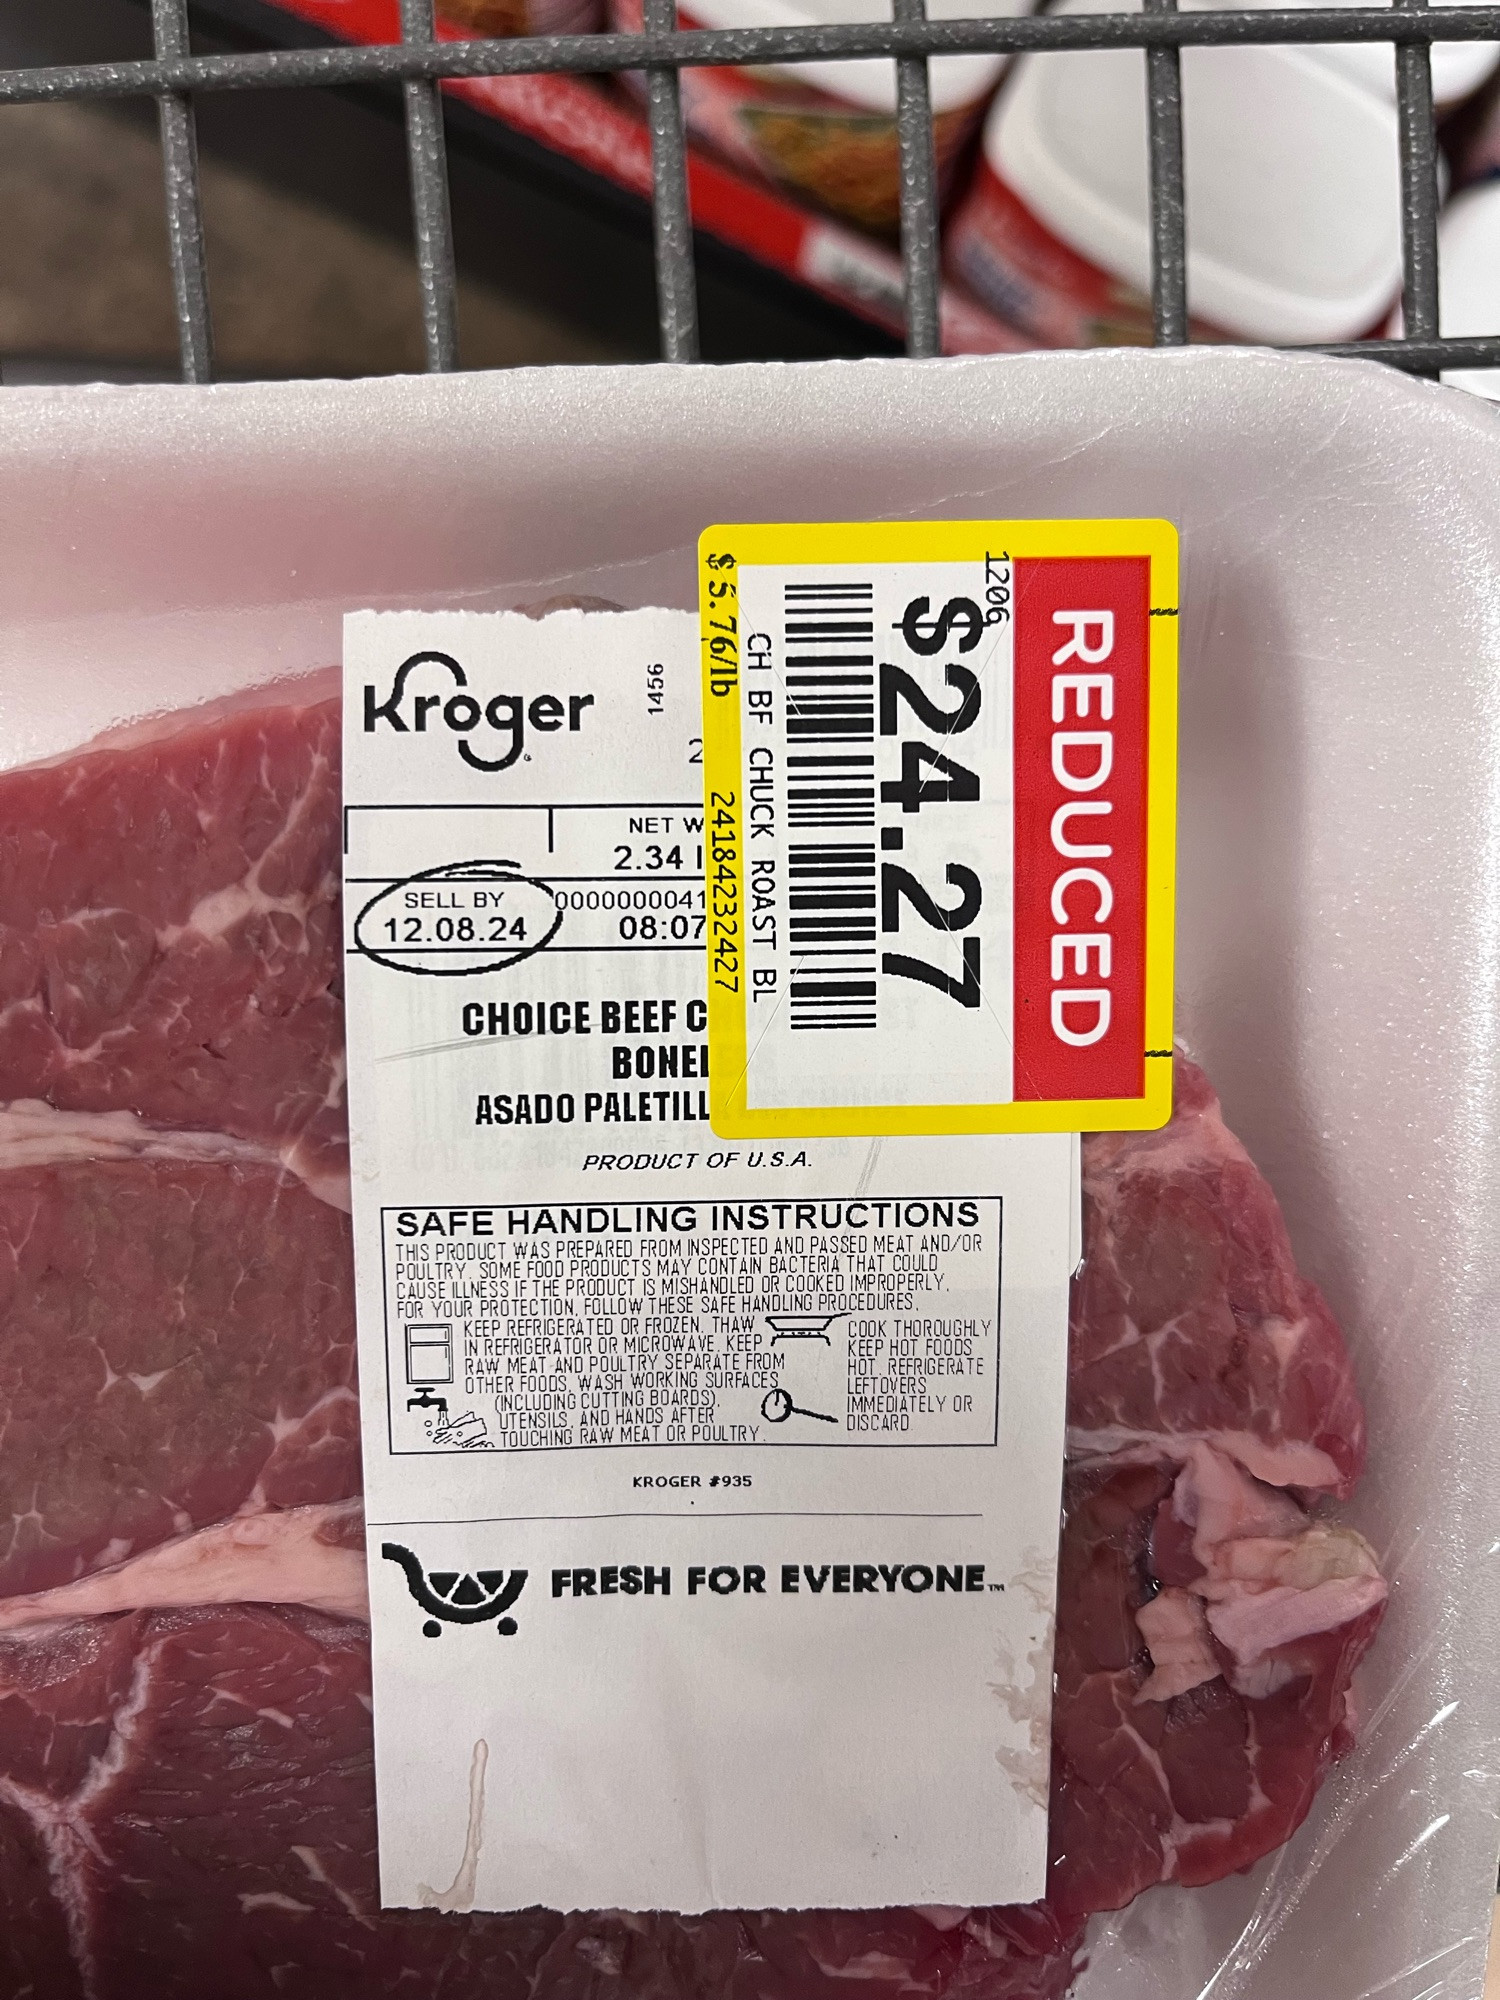 Kroger
1456
2
NET W
2.34 l
SELL BY
12.08.24
0000000041
08:07
CHOICE BEEF C
BONEL
ASADO PALETILL
PRODUCT OF U.S.A.
SAFE HANDLING INSTRUCTIONS
THIS PRODUCT WAS PREPARED FROM INSPECTED AND PASSED MEAT AND/OR
POULTRY. SOME FOOD PRODUCTS MAY CONTAIN BACTERIA THAT COULD
CAUSE ILLNESS IF THE PRODUCT IS MISHANDLED OR COOKED IMPROPERLY.
FOR YOUR PROTECTION, FOLLOW THESE SAFE HANDLING PROCEDURES.
KEEP REFRIGERATED OR FROZEN. THAW
IN REFRIGERATOR OR MICROWAVE. KEEP
RAW MEAT AND POULTRY SEPARATE FROM
OTHER FOODS. WASH WORKING SURFACES
(INCLUDING CUTTING BOARDS),
UTENSILS, AND HANDS AFTER
TOUCHING RAW MEAT OR POULTRY.
COOK THOROUGHLY
KEEP HOT FOODS
HOT. REFRIGERATE
LEFTOVERS
IMMEDIATELY OR
DISCARD.
KROGER #935
FRESH FOR EVERYONE™
REDUCED
1206
$24.27
CH BF CHUCK ROAST BL
$5.76/lb 24184232427